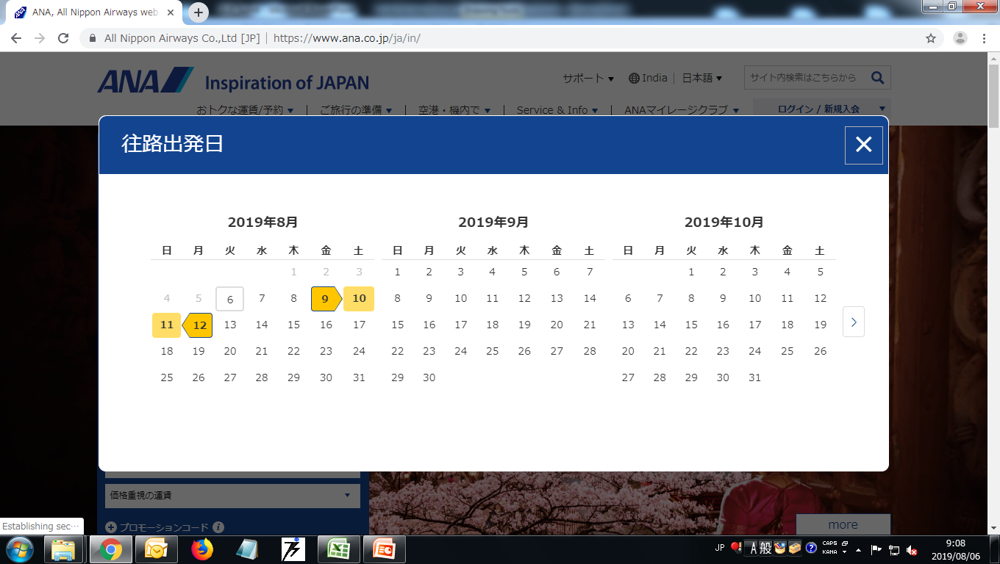 ANA, All Nippon Airways web
All Nippon Airways Co.,Ltd [JP] | https://www.ana.co.jp/ja/in/
ANA Inspiration of JAPAN
サポート India 日本語 サイト内検索はこちらから
おトクな運賃/予約 ご旅行の準備 空港・機内で Service & Info ANAマイレージクラブ ログイン / 新規入会
往路出発日
2019年8月 2019年9月 2019年10月
日 月 火 水 木 金 土 日 月 火 水 木 金 土 日 月 火 水 木 金 土
1 2 3 1 2 3 4 5 6 7 1 2 3 4 5
4 5 6 7 8 9 10 8 9 10 11 12 13 14 6 7 8 9 10 11 12
11 12 13 14 15 16 17 15 16 17 18 19 20 21 13 14 15 16 17 18 19
18 19 20 21 22 23 24 22 23 24 25 26 27 28 20 21 22 23 24 25 26
25 26 27 28 29 30 31 29 30 27 28 29 30 31
価格重視の運賃
プロモーションコード
more
Establishing sec…
JP A 般 CAPS KANA 9:08
2019/08/06